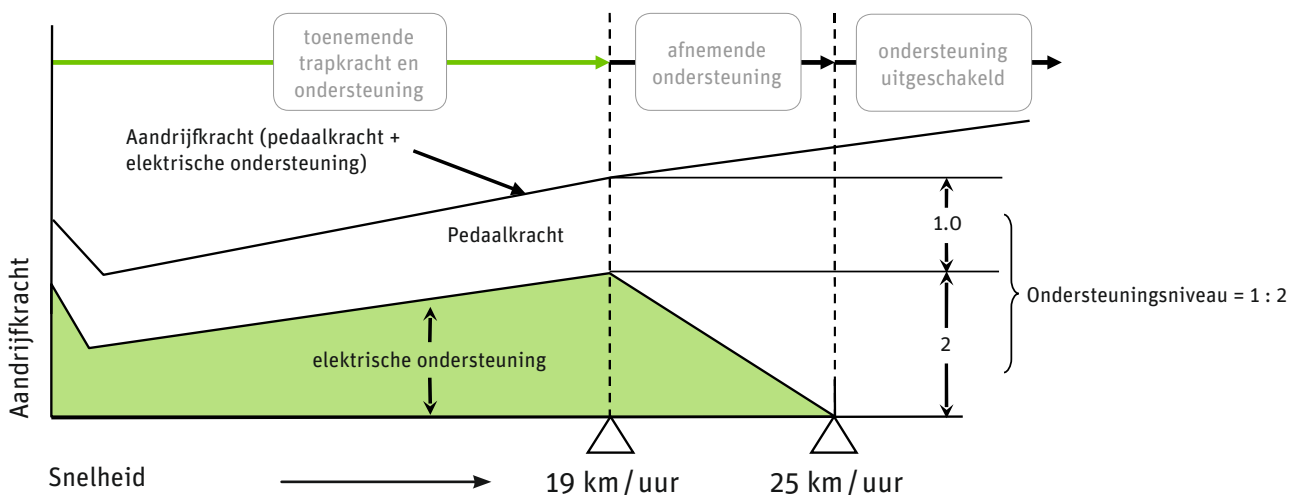 toenemende
trapkracht en
ondersteuning
afnemende
ondersteuning
ondersteuning
uitgeschakeld
Aandrijfkracht (pedaalkracht +
elektrische ondersteuning)
Pedaalkracht
1.0
Ondersteuningsniveau = 1 : 2
2
elektrische ondersteuning
Aandrijfkracht
Snelheid
19 km / uur
25 km / uur